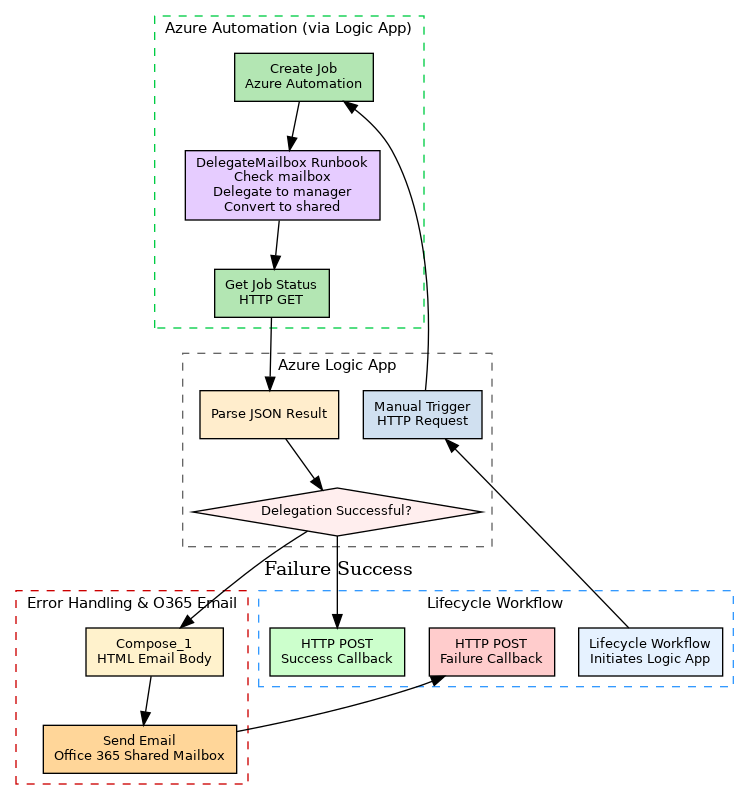 Azure Automation (via Logic App)
Create Job
Azure Automation
DelegateMailbox Runbook
Check mailbox
Delegate to manager
Convert to shared
Get Job Status
HTTP GET
Azure Logic App
Parse JSON Result
Manual Trigger
HTTP Request
Delegation Successful?
Failure
Success
Error Handling & O365 Email
Compose_1
HTML Email Body
Send Email
Office 365 Shared Mailbox
Lifecycle Workflow
HTTP POST
Success Callback
HTTP POST
Failure Callback
Lifecycle Workflow
Initiates Logic App